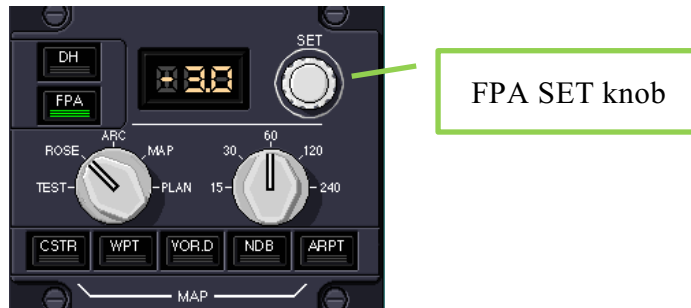 SET
DH
-3.0
FPA
FPA SET knob
ARC
60
ROSE
MAP
30
120
TEST
PLAN
15
240
CSTR
WPT
VOR.D
NDB
ARPT
MAP